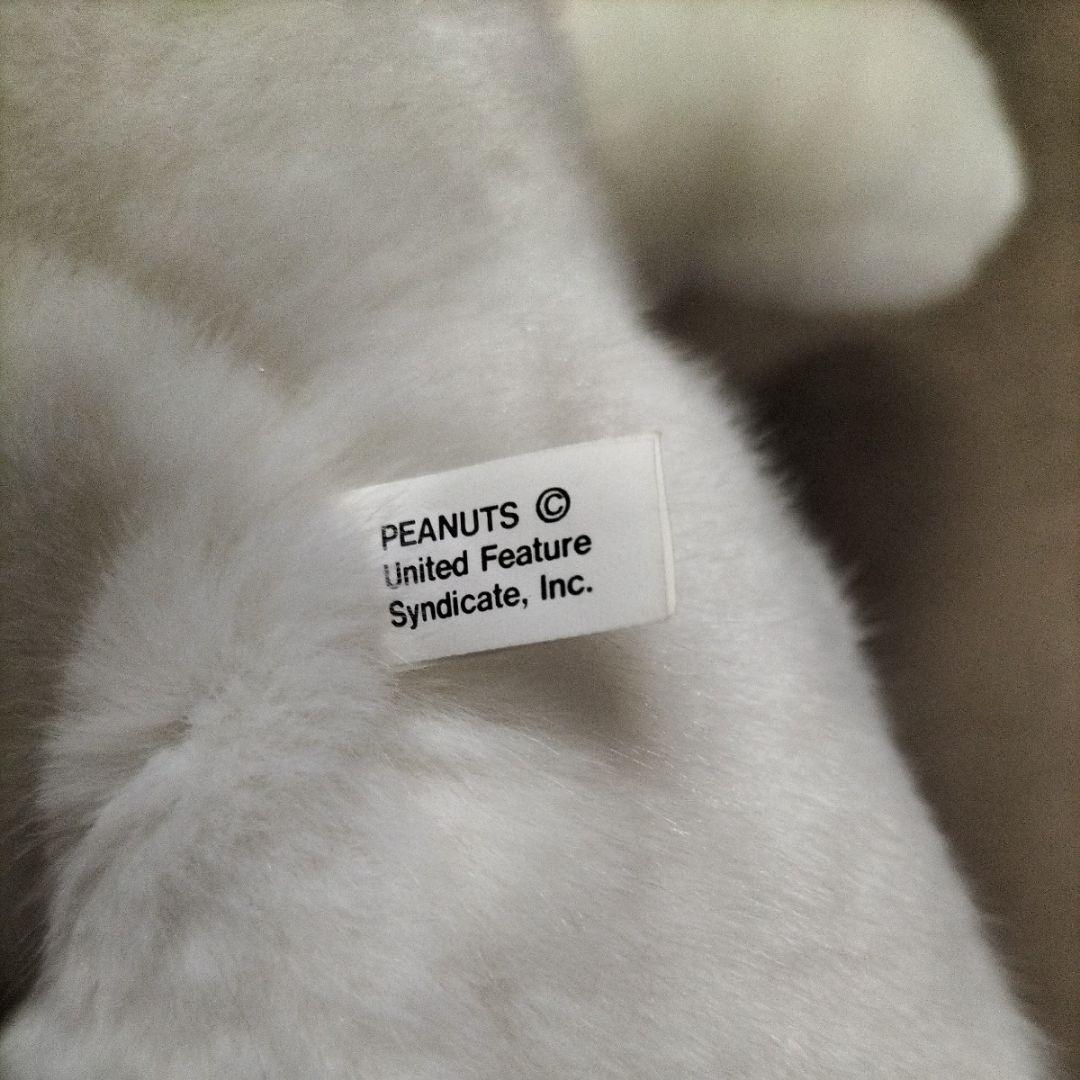 PEANUTS ©
United Feature
Syndicate, Inc.